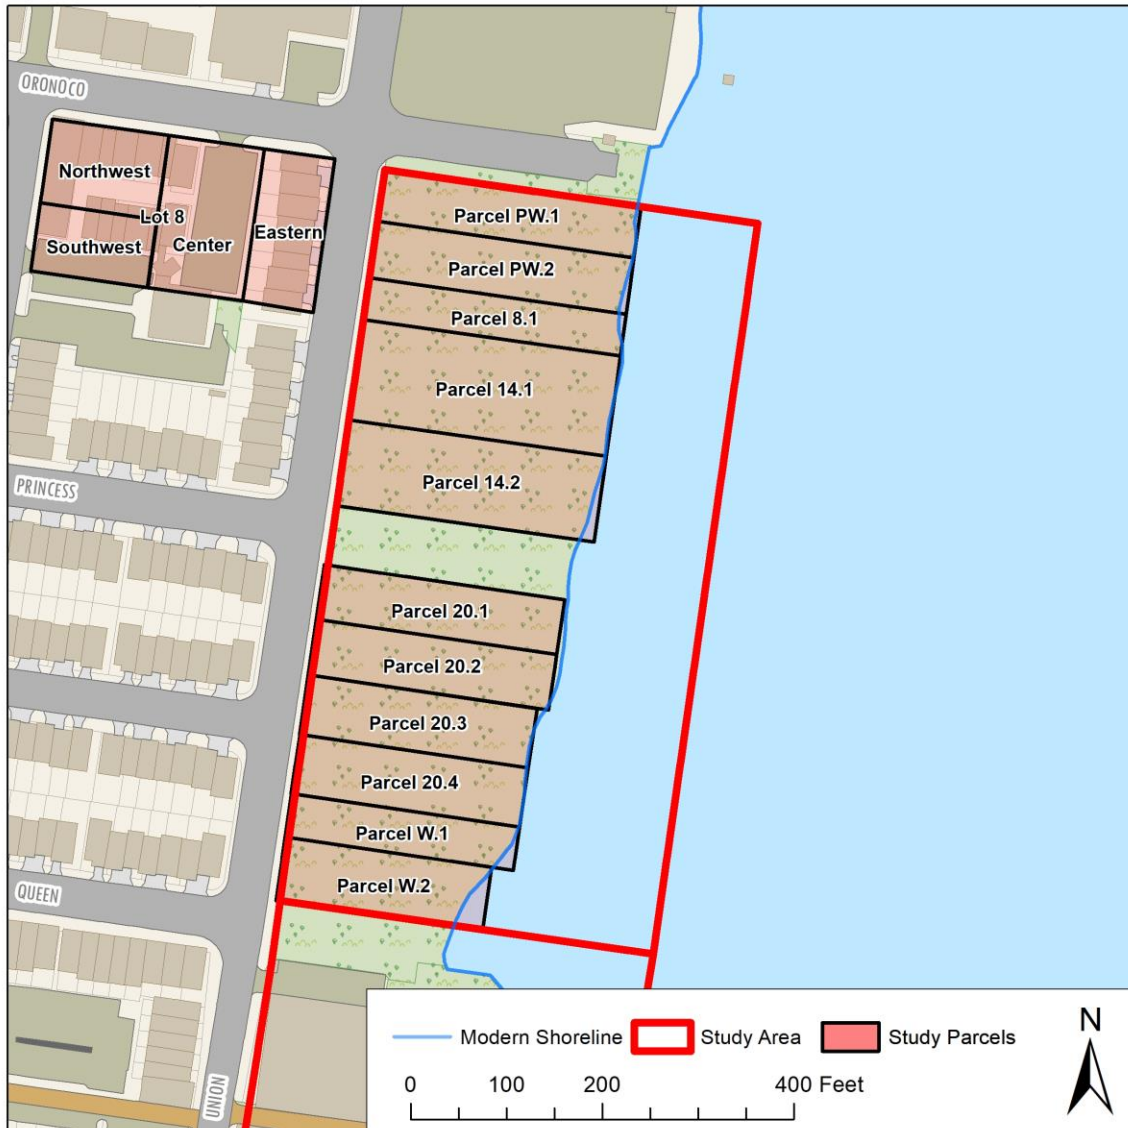 ORONOCO
Northwest
Lot 8
Southwest
Center
Eastern
Parcel PW.1
Parcel PW.2
Parcel 8.1
Parcel 14.1
Parcel 14.2
PRINCESS
Parcel 20.1
Parcel 20.2
Parcel 20.3
Parcel 20.4
Parcel W.1
Parcel W.2
QUEEN
UNION
Modern Shoreline
Study Area
Study Parcels
0 100 200 400 Feet
N